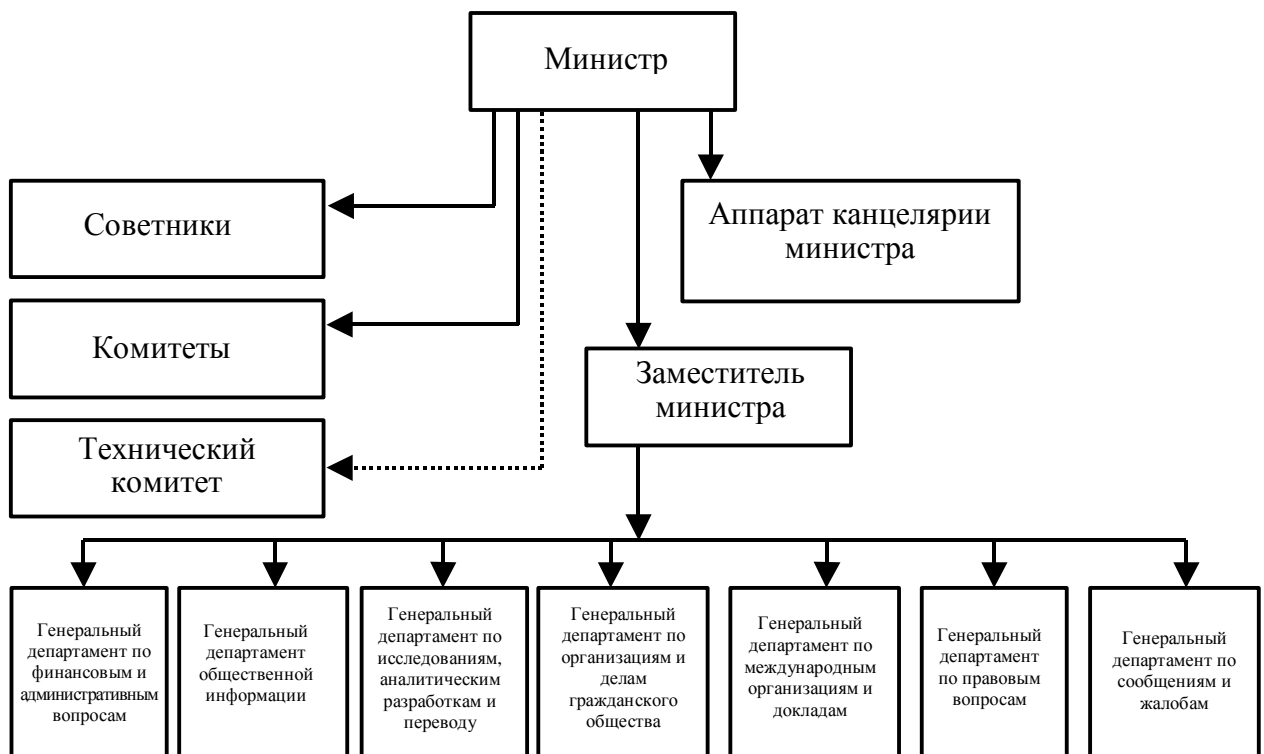 Министр
Советники
Аппарат канцелярии
министра
Комитеты
Заместитель
министра
Технический
комитет
Генеральный
департамент по
финансовым и
административным
вопросам
Генеральный
департамент
общественной
информации
Генеральный
департамент по
исследованиям,
аналитическим
разработкам и
переводу
Генеральный
департамент по
организациям и
делам
гражданского
общества
Генеральный
департамент по
международным
организациям и
докладам
Генеральный
департамент
по правовым
вопросам
Генеральный
департамент по
сообщениям и
жалобам